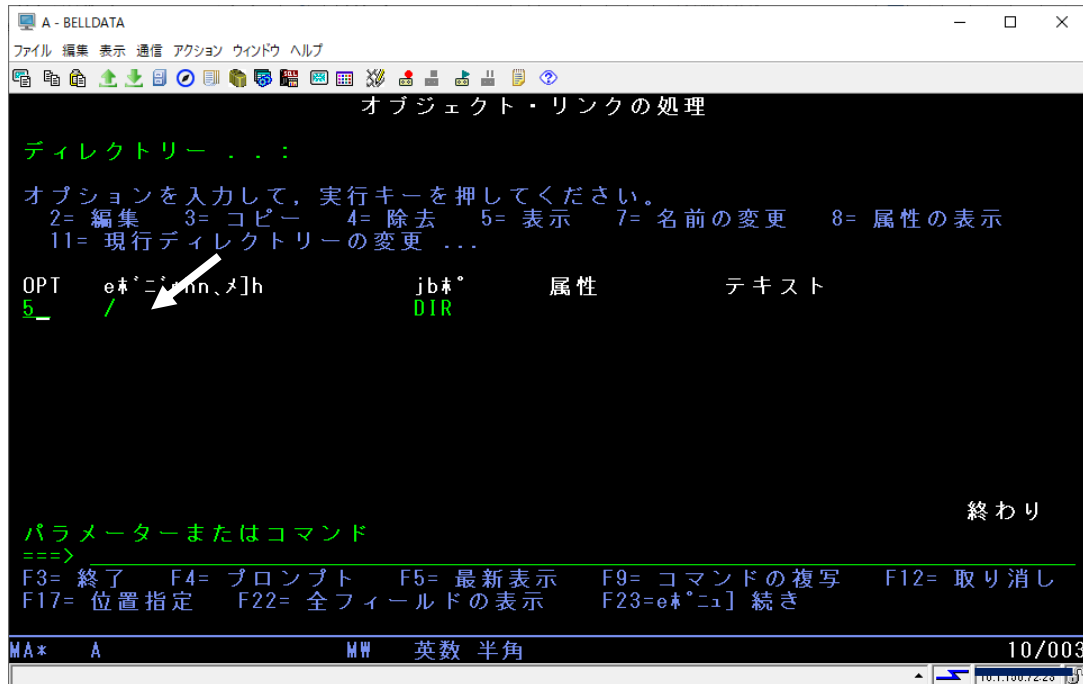 A - BELLDATA
ファイル 編集 表示 通信 アクション ウィンドウ ヘルプ
オブジェクト・リンクの処理
ディレクトリー . . :
オプションを入力して, 実行キーを押してください。
2= 編集 3= コピー 4= 除去 5= 表示 7= 名前の変更 8= 属性の表示
11= 現行ディレクトリーの変更 ...
OPT 属性 テキスト
5_ / DIR
終わり
パラメーターまたはコマンド
===>
F3= 終了 F4= プロンプト F5= 最新表示 F9= コマンドの複写 F12= 取り消し
F17= 位置指定 F22= 全フィールドの表示 F23= 続き
MA* A MW 英数 半角 10/003